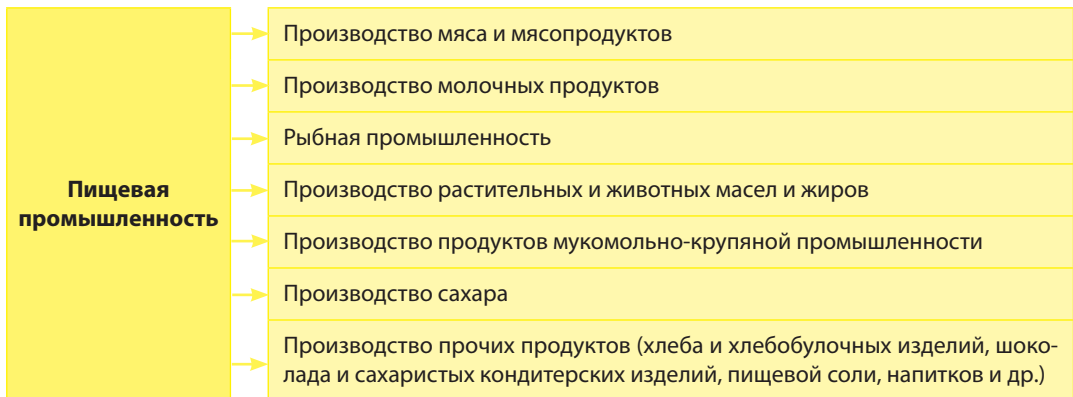 Пищевая
промышленность
Производство мяса и мясопродуктов
Производство молочных продуктов
Рыбная промышленность
Производство растительных и животных масел и жиров
Производство продуктов мукомольно-крупяной промышленности
Производство сахара
Производство прочих продуктов (хлеба и хлебобулочных изделий, шоко-
лада и сахаристых кондитерских изделий, пищевой соли, напитков и др.)